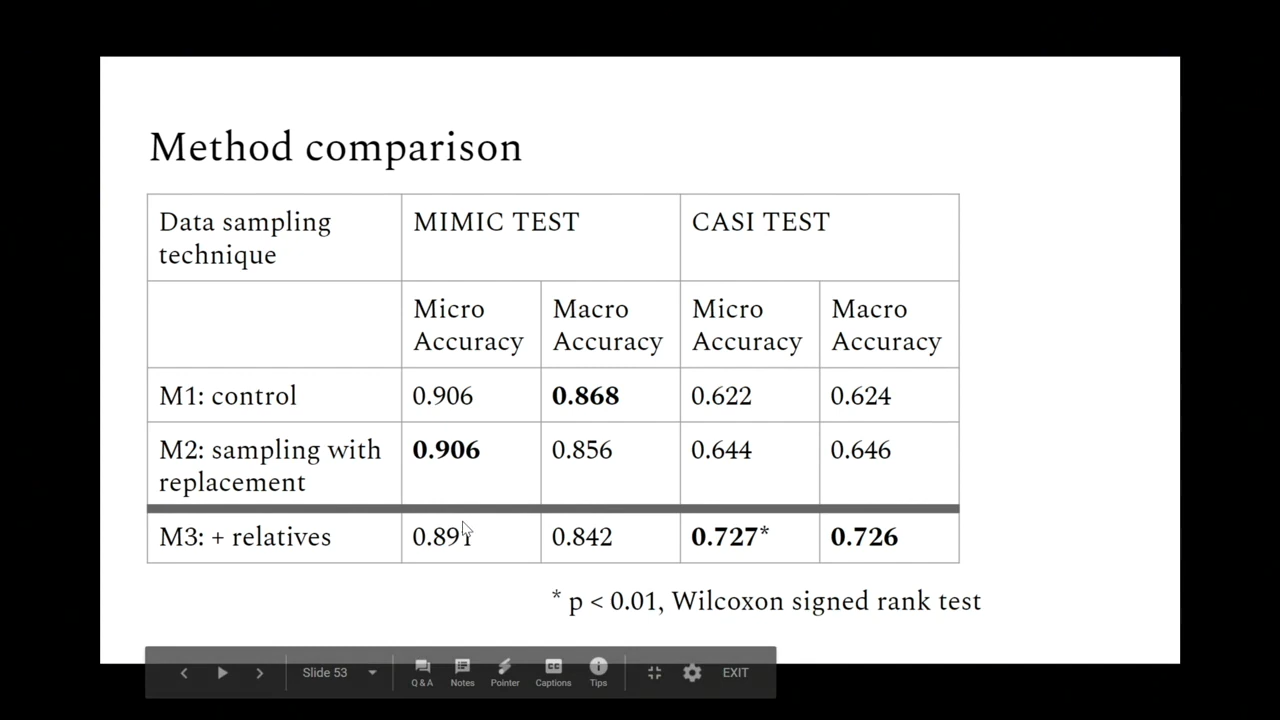 Method comparison
Data sampling technique
MIMIC TEST
CASI TEST
Micro Accuracy
Macro Accuracy
Micro Accuracy
Macro Accuracy
M1: control
0.906
0.868
0.622
0.624
M2: sampling with replacement
0.906
0.856
0.644
0.646
M3: + relatives
0.842
0.727*
0.726
* p < 0.01, Wilcoxon signed rank test
Slide 53
Q & A
Notes
Pointer
Captions
Tips
EXIT